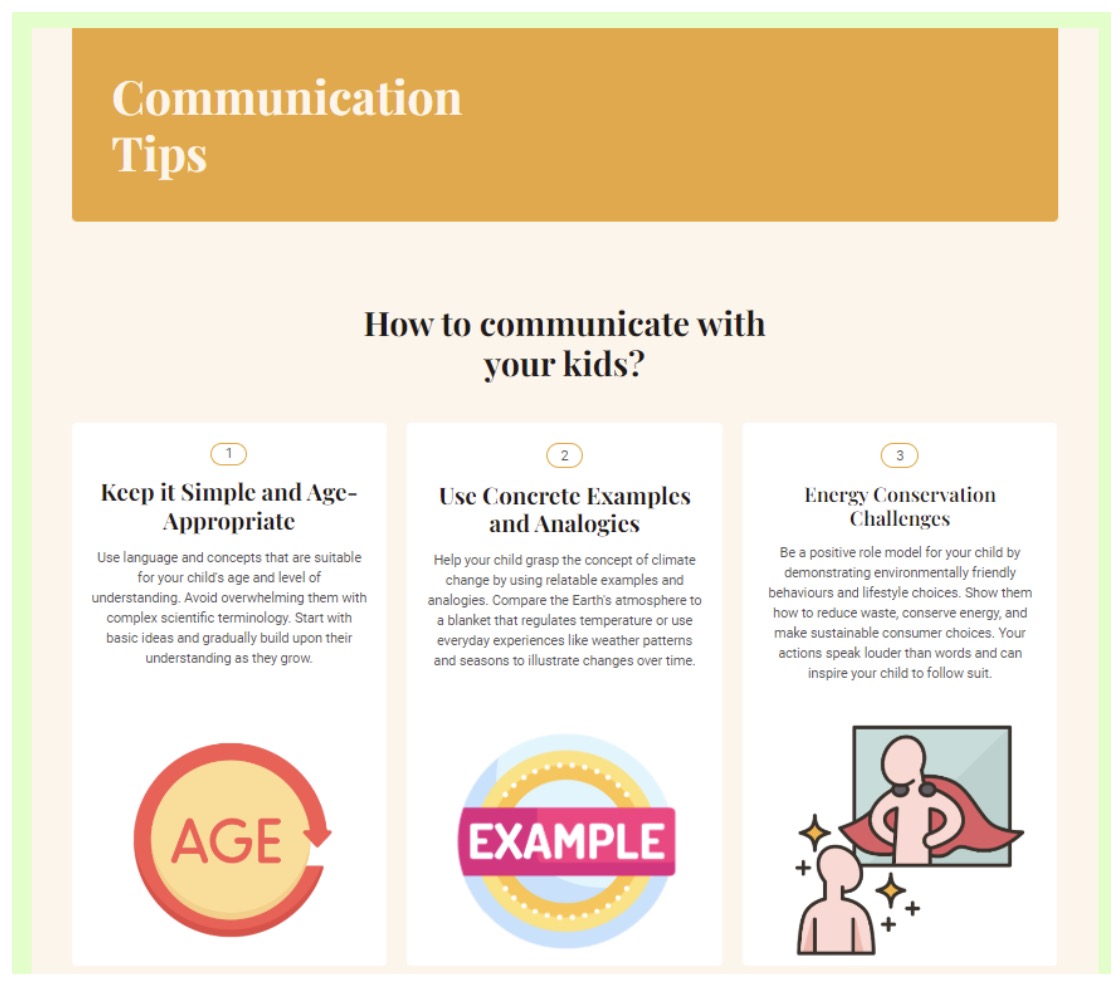 Communication
Tips
How to communicate with
your kids?
1
Keep it Simple and Age-
Appropriate
Use language and concepts that are suitable
for your child's age and level of
understanding. Avoid overwhelming them with
complex scientific terminology. Start with
basic ideas and gradually build upon their
understanding as they grow.
AGE
2
Use Concrete Examples
and Analogies
Help your child grasp the concept of climate
change by using relatable examples and
analogies. Compare the Earth's atmosphere to
a blanket that regulates temperature or use
everyday experiences like weather patterns
and seasons to illustrate changes over time.
EXAMPLE
3
Energy Conservation
Challenges
Be a positive role model for your child by
demonstrating environmentally friendly
behaviours and lifestyle choices. Show them
how to reduce waste, conserve energy, and
make sustainable consumer choices. Your
actions speak louder than words and can
inspire your child to follow suit.